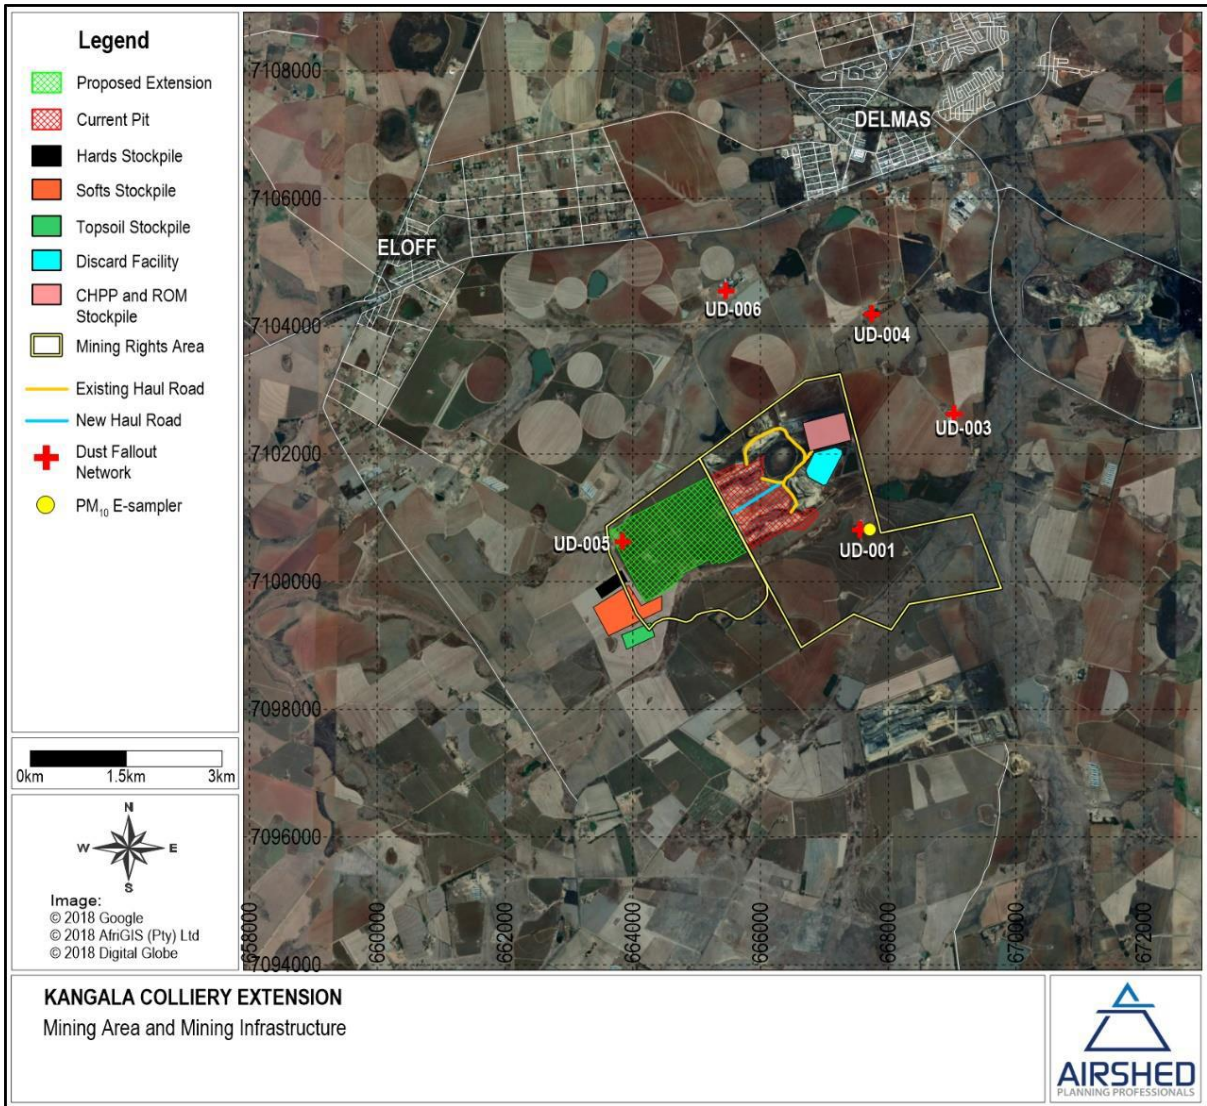 Legend
Proposed Extension
Current Pit
Hards Stockpile
Softs Stockpile
Topsoil Stockpile
Discard Facility
CHPP and ROM
Stockpile
Mining Rights Area
Existing Haul Road
New Haul Road
Dust Fallout
Network
PM10 E-sampler
0km 1.5km 3km
N
W E
S
Image:
© 2018 Google
© 2018 AfriGIS (Pty) Ltd
© 2018 Digital Globe
7108000
DELMAS
7106000
ELOFF
UD-006
7104000
UD-004
UD-003
7102000
UD-005
UD-001
7100000
7098000
7096000
7094000
658000
660000
662000
664000
666000
668000
670000
672000
KANGALA COLLIERY EXTENSION
Mining Area and Mining Infrastructure
AIRSHED
PLANNING PROFESSIONALS